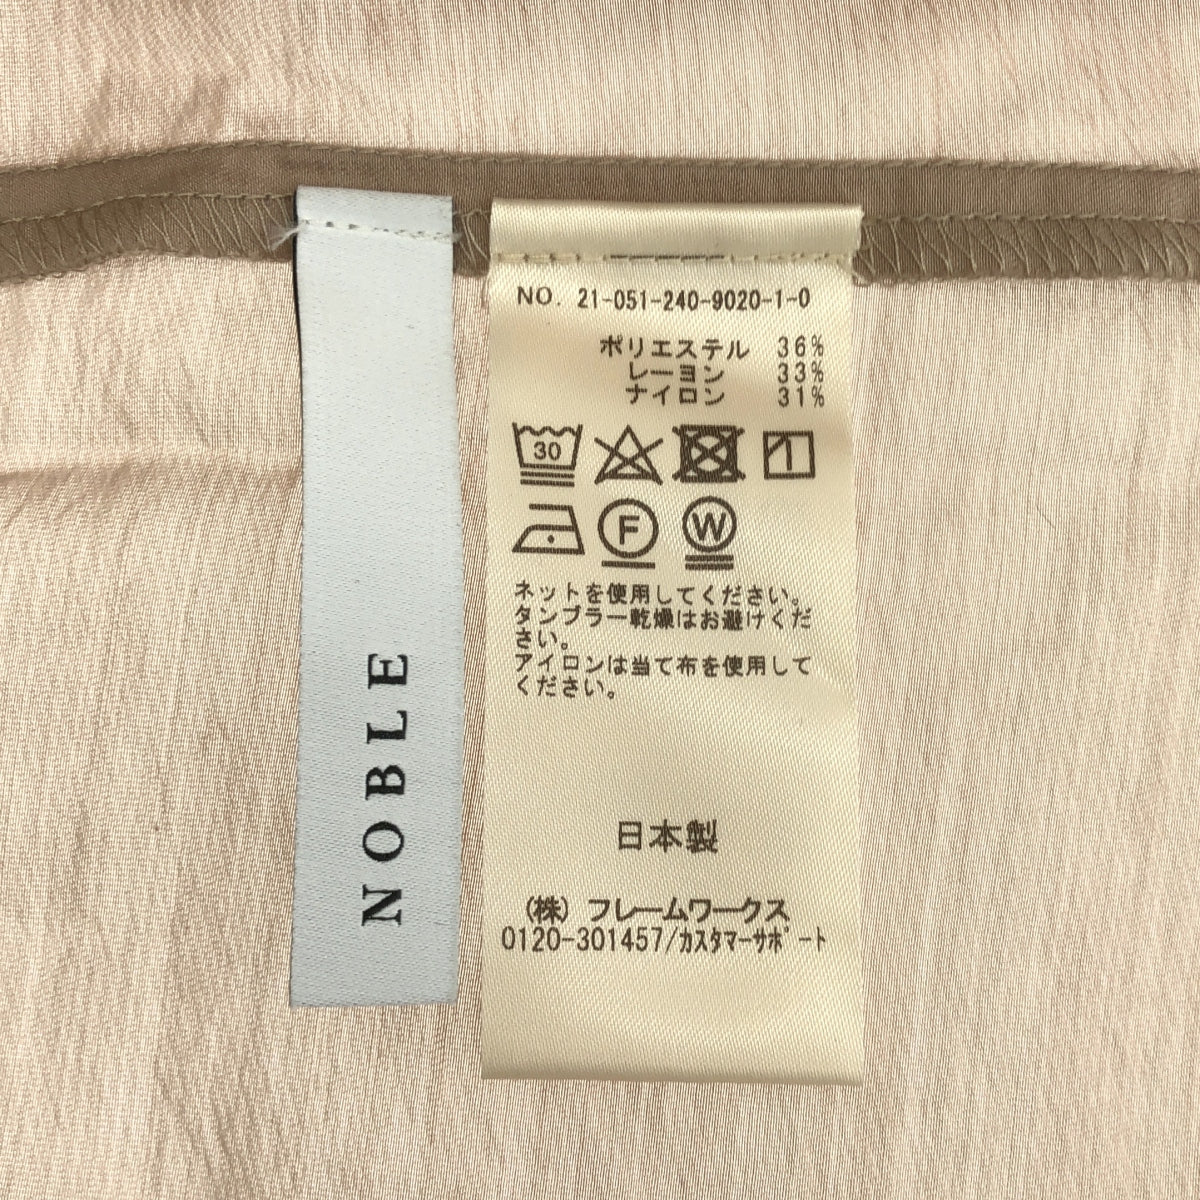 NOBLE
NO. 21-051-240-9020-1-0
ポリエステル 36%
レーヨン 33%
ナイロン 31%
30
F
W
ネットを使用してください。
タンブラー乾燥はお避けくだ
さい。
アイロンは当て布を使用して
ください。
日本製
(株) フレームワークス
0120-301457/カスタマーサポート